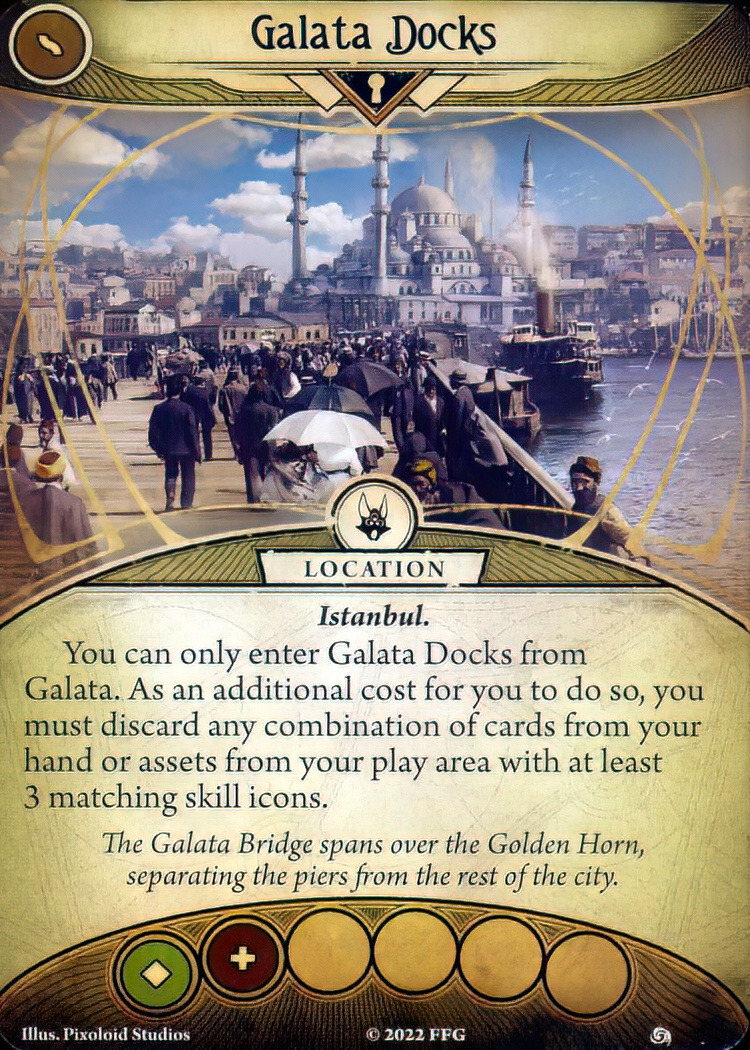 Galata Docks
LOCATION
Istanbul.
You can only enter Galata Docks from
Galata. As an additional cost for you to do so, you
must discard any combination of cards from your
hand or assets from your play area with at least
3 matching skill icons.
The Galata Bridge spans over the Golden Horn,
separating the piers from the rest of the city.
Illus. Pixoloid Studios
© 2022 FFG